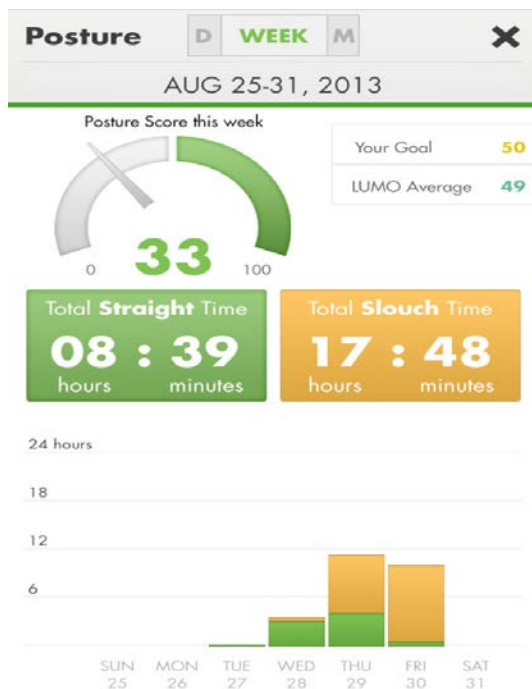 Posture D WEEK M X
AUG 25-31, 2013
Posture Score this week
Your Goal 50
LUMO Average 49
33
0 100
Total Straight Time
08 : 39
hours minutes
Total Slouch Time
17 : 48
hours minutes
24 hours
18
12
6
SUN MON TUE WED THU FRI SAT
25 26 27 28 29 30 31